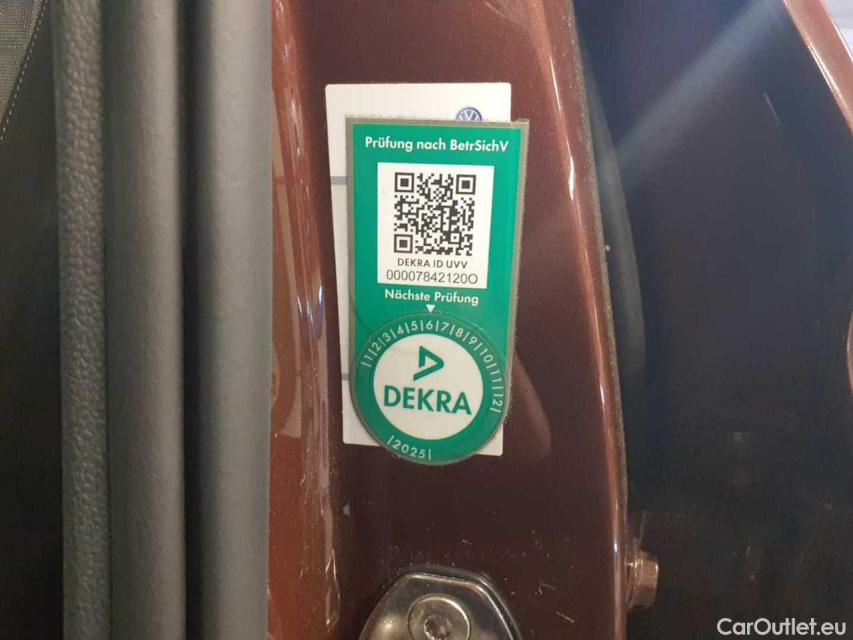 Prüfung nach BetrSichV
DEKRA ID UVV
00007842120O
Nächste Prüfung
|1|2|3|4|5|6|7|8|9|10|11|12|
DEKRA
|2025|
CarOutlet.eu